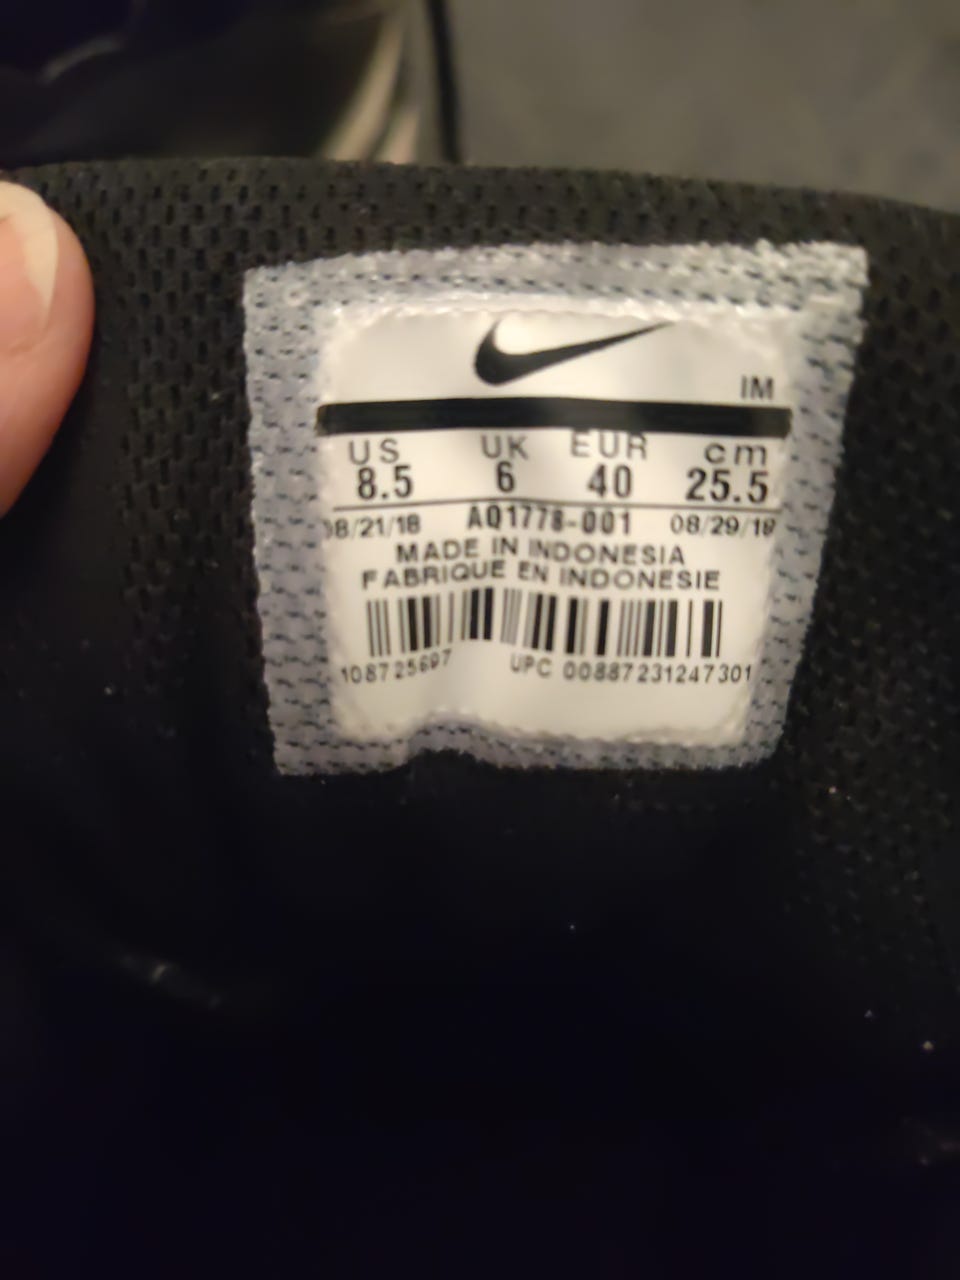 IM
US UK EUR cm
8.5 6 40 25.5
08/21/18 AQ1778-001 08/29/18
MADE IN INDONESIA
FABRIQUE EN INDONESIE
108725697 UPC 00887231247301